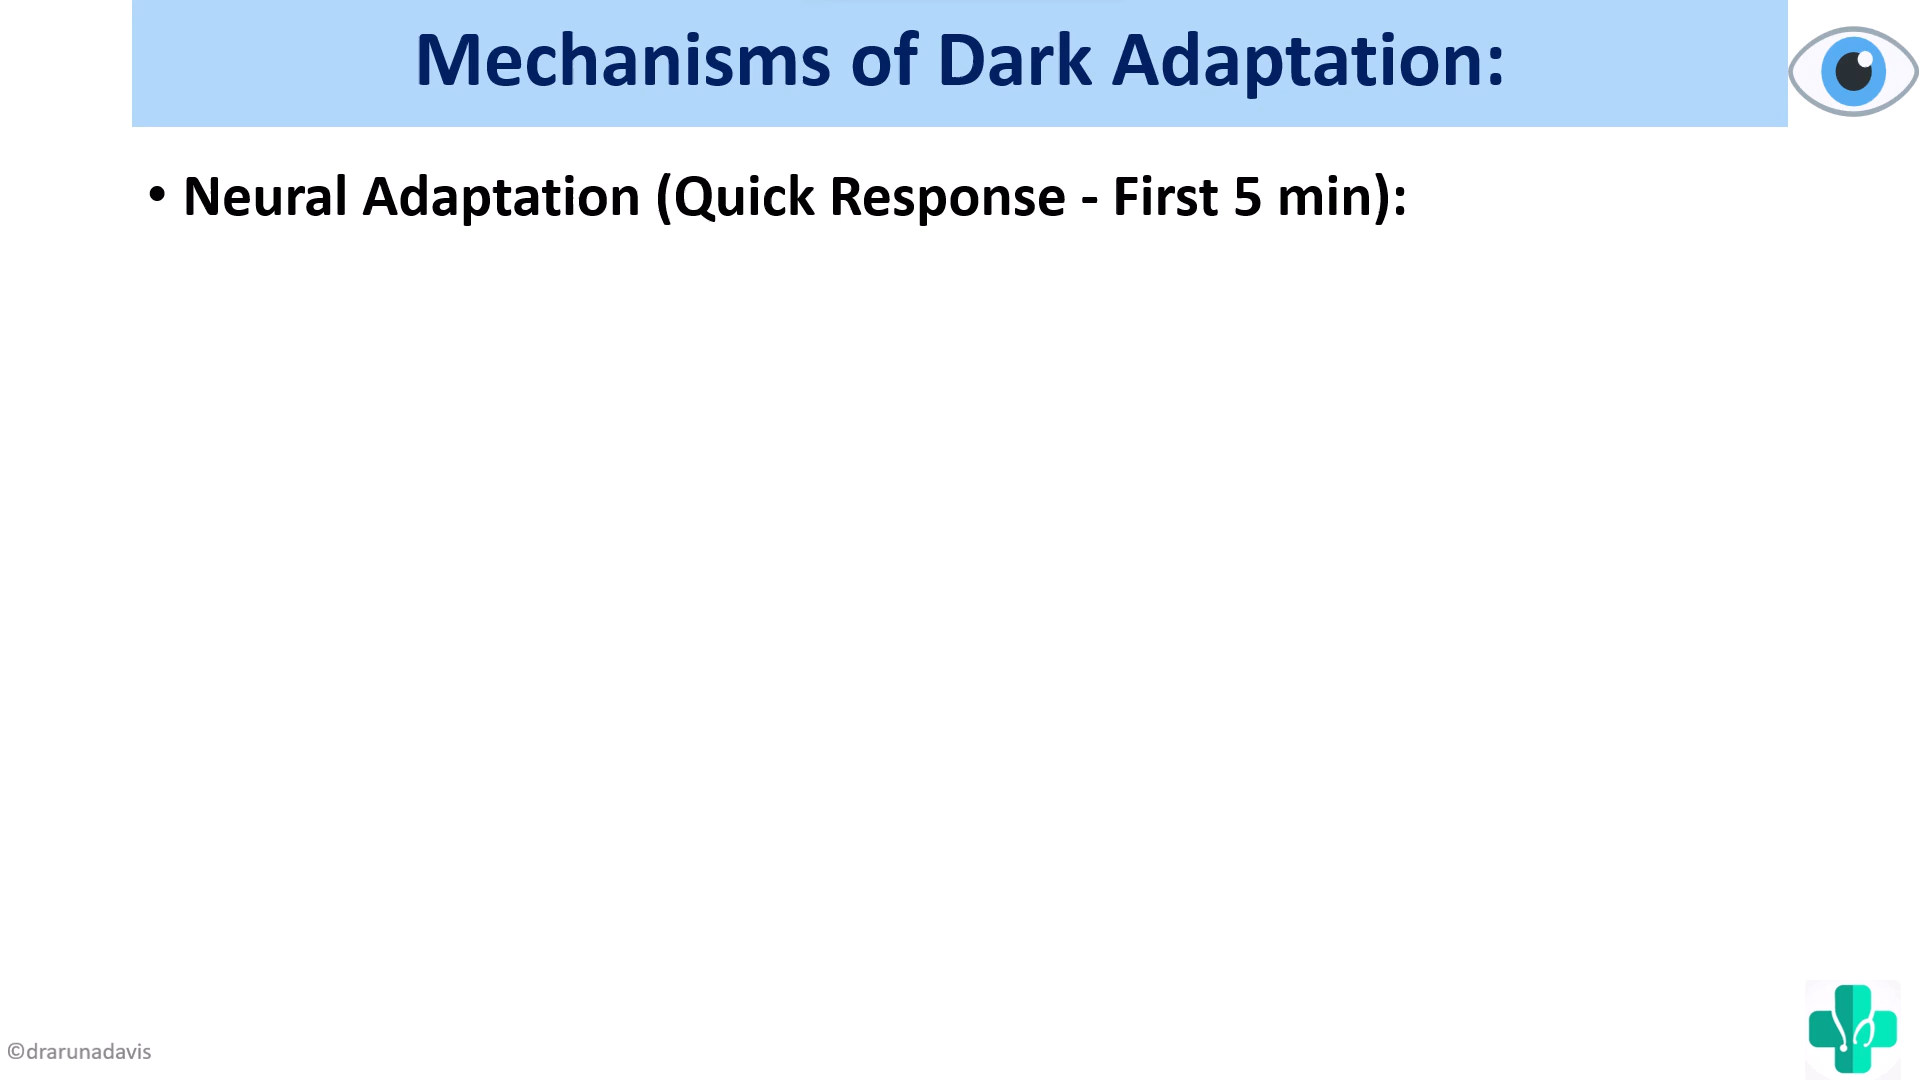 Mechanisms of Dark Adaptation:
• Neural Adaptation (Quick Response - First 5 min):
©drarunadavis